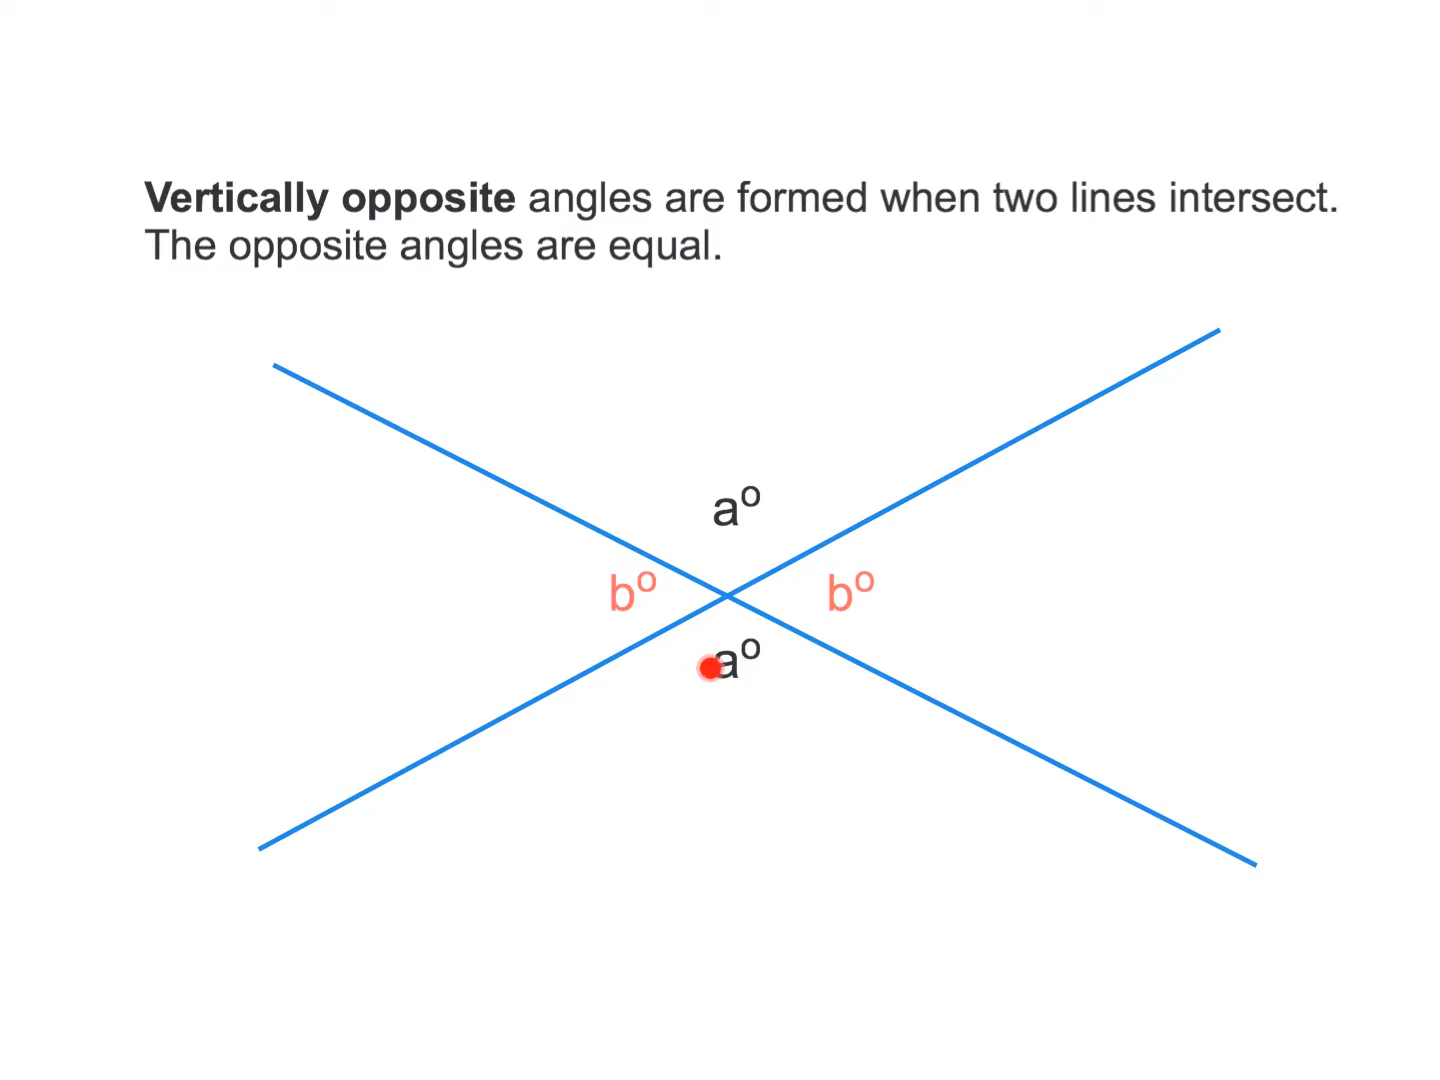 Vertically opposite angles are formed when two lines intersect.
The opposite angles are equal.
aº
bº bº
aº